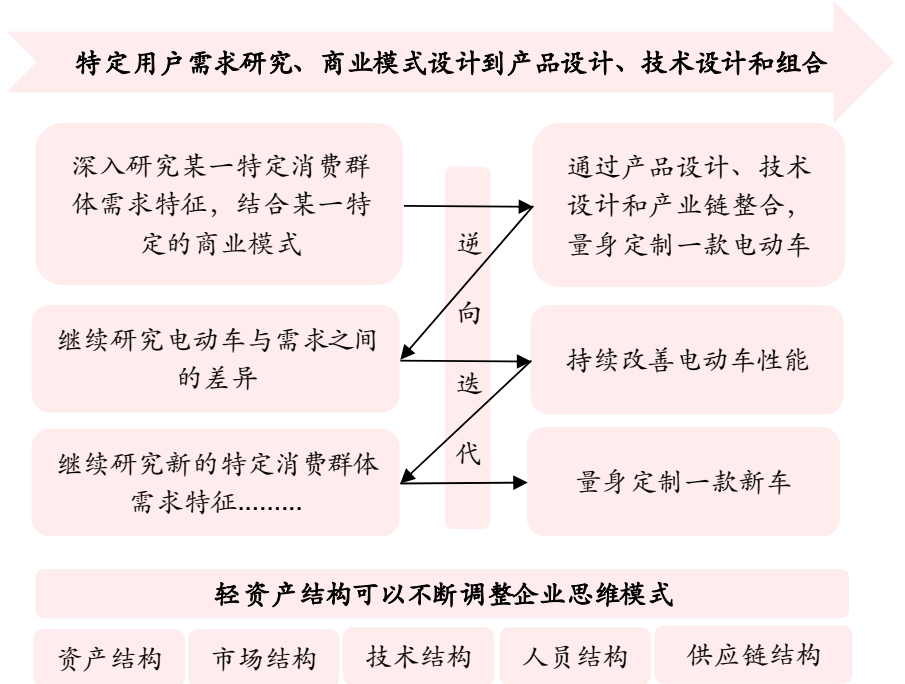 特定用户需求研究、商业模式设计到产品设计、技术设计和组合
深入研究某一特定消费群
体需求特征，结合某一特
定的商业模式
通过产品设计、技术
设计和产业链整合，
量身定制一款电动车
逆
向
迭
代
继续研究电动车与需求之间
的差异
持续改善电动车性能
继续研究新的特定消费群体
需求特征.........
量身定制一款新车
轻资产结构可以不断调整企业思维模式
资产结构
市场结构
技术结构
人员结构
供应链结构